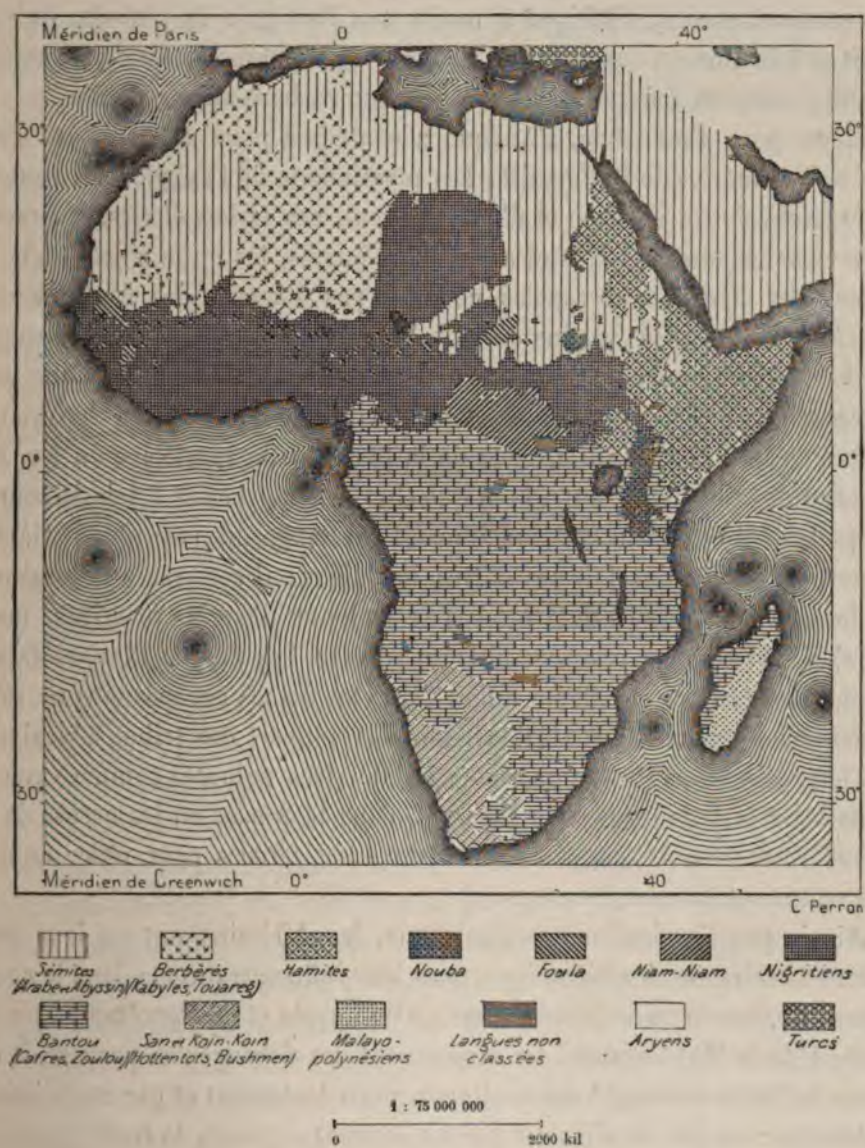 Méridien de Paris 0 40°
30° 30°
0° 0°
30° 30°
Méridien de Greenwich 0° 40
C. Perron
Sémites Berbères Hamites Nouba Foula Niam-Niam Nigritiens
(Arabe et Abyssin) (Kabyles, Touareg)
Bantou San et Koin-Koin Malayo- Langues non Aryens Turcs
(Cafres, Zoulou) (Hottentots, Bushmen) polynésiens classées
1 : 75 000 000
0 2000 kil